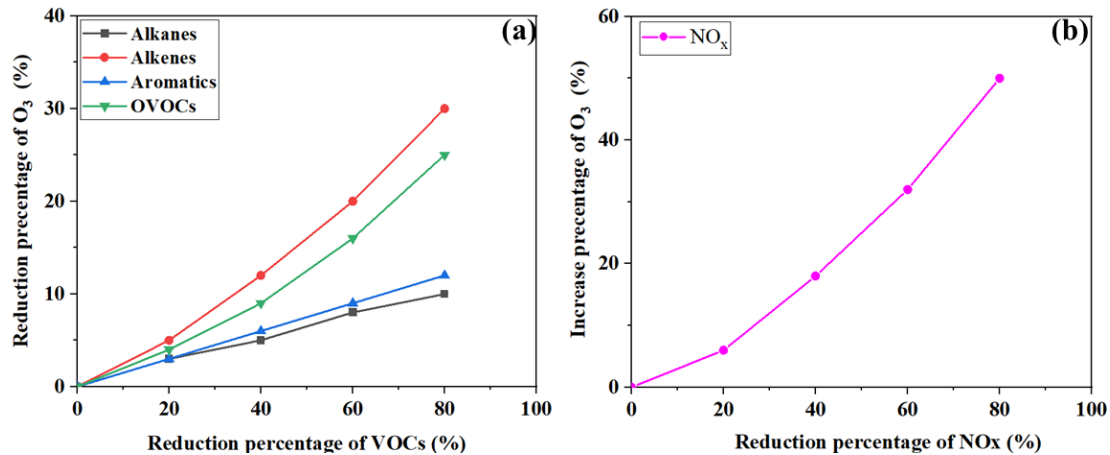 (a)
Alkanes
Alkenes
Aromatics
OVOCs
Reduction precentage of O₃ (%)
40
30
20
10
0
0 20 40 60 80 100
Reduction percentage of VOCs (%)
(b)
NOₓ
Increase precentage of O₃ (%)
60
40
20
0
0 20 40 60 80 100
Reduction percentage of NOx (%)